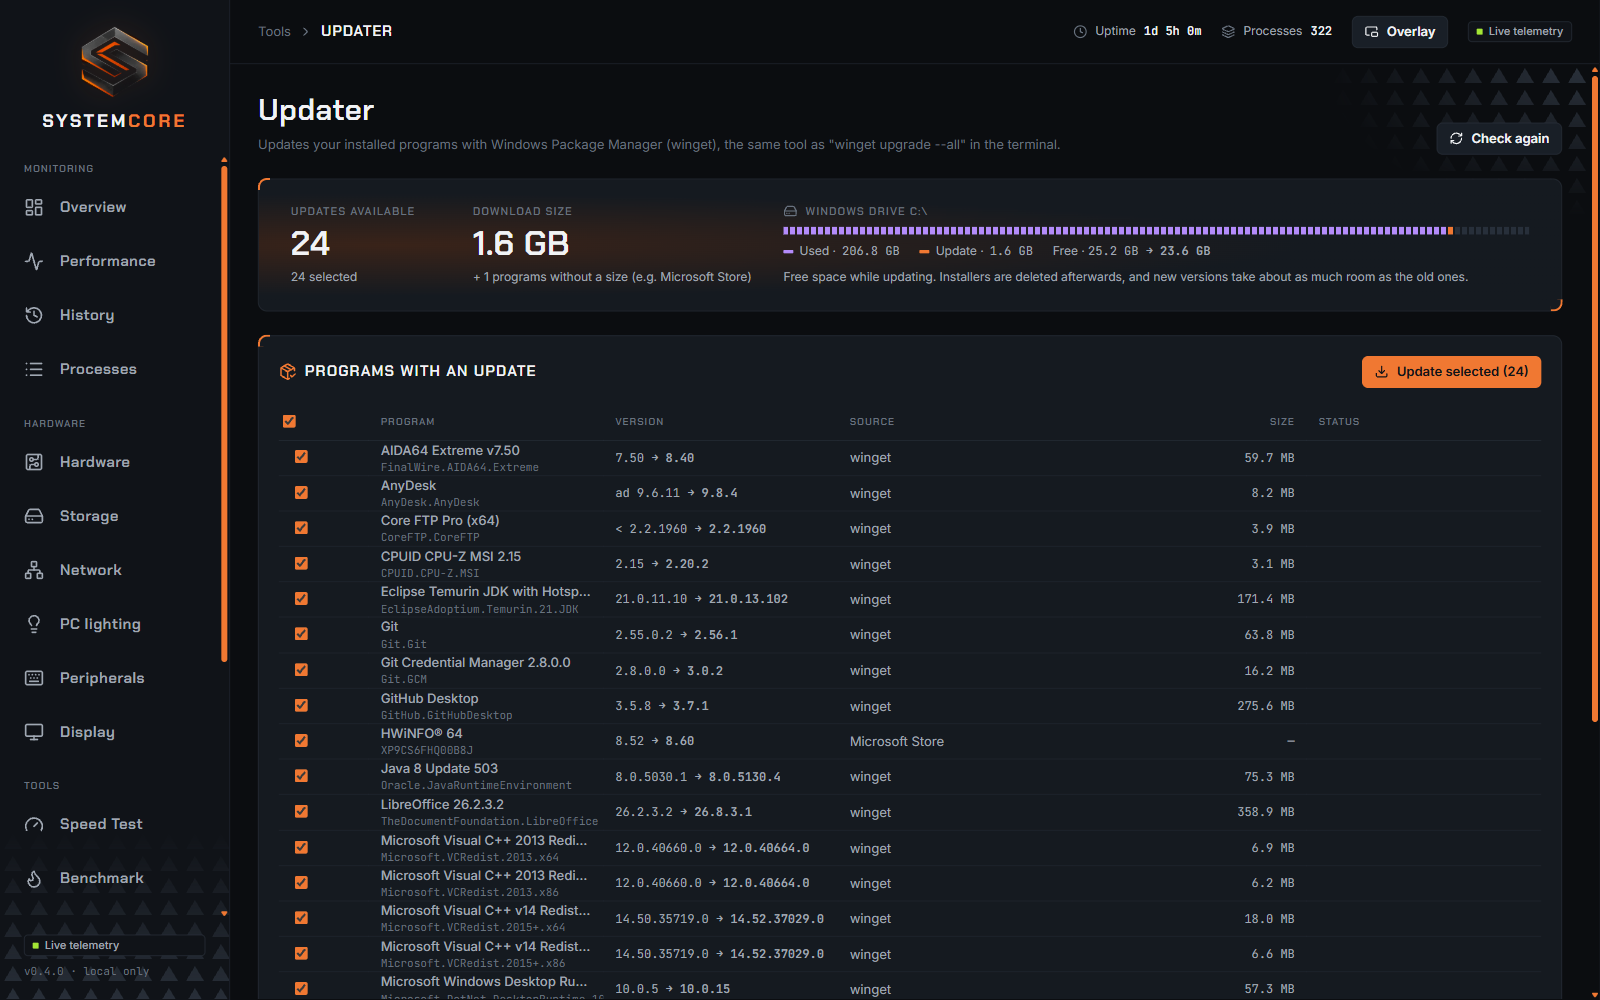 SYSTEMCORE
MONITORING
Overview
Performance
History
Processes
HARDWARE
Hardware
Storage
Network
PC lighting
Peripherals
Display
TOOLS
Speed Test
Benchmark
Live telemetry
v0.4.0 · local only
Tools > UPDATER
Uptime 1d 5h 0m
Processes 322
Overlay
Live telemetry
Updater
Updates your installed programs with Windows Package Manager (winget), the same tool as "winget upgrade --all" in the terminal.
Check again
UPDATES AVAILABLE
24
24 selected
DOWNLOAD SIZE
1.6 GB
+ 1 programs without a size (e.g. Microsoft Store)
WINDOWS DRIVE C:\
Used · 206.8 GB Update · 1.6 GB Free · 25.2 GB → 23.6 GB
Free space while updating. Installers are deleted afterwards, and new versions take about as much room as the old ones.
PROGRAMS WITH AN UPDATE
Update selected (24)
PROGRAM VERSION SOURCE SIZE STATUS
AIDA64 Extreme v7.50
FinalWire.AIDA64.Extreme
7.50 → 8.40 winget 59.7 MB
AnyDesk
AnyDesk.AnyDesk
ad 9.6.11 → 9.8.4 winget 8.2 MB
Core FTP Pro (x64)
CoreFTP.CoreFTP
< 2.2.1960 → 2.2.1960 winget 3.9 MB
CPUID CPU-Z MSI 2.15
CPUID.CPU-Z.MSI
2.15 → 2.20.2 winget 3.1 MB
Eclipse Temurin JDK with Hotsp...
EclipseAdoptium.Temurin.21.JDK
21.0.11.10 → 21.0.13.102 winget 171.4 MB
Git
Git.Git
2.55.0.2 → 2.56.1 winget 63.8 MB
Git Credential Manager 2.8.0.0
Git.GCM
2.8.0.0 → 3.0.2 winget 16.2 MB
GitHub Desktop
GitHub.GitHubDesktop
3.5.8 → 3.7.1 winget 275.6 MB
HWiNFO® 64
XP9CS6FHQ00B8J
8.52 → 8.60 Microsoft Store –
Java 8 Update 503
Oracle.JavaRuntimeEnvironment
8.0.5030.1 → 8.0.5130.4 winget 75.3 MB
LibreOffice 26.2.3.2
TheDocumentFoundation.LibreOffice
26.2.3.2 → 26.8.3.1 winget 358.9 MB
Microsoft Visual C++ 2013 Redi...
Microsoft.VCRedist.2013.x64
12.0.40660.0 → 12.0.40664.0 winget 6.9 MB
Microsoft Visual C++ 2013 Redi...
Microsoft.VCRedist.2013.x86
12.0.40660.0 → 12.0.40664.0 winget 6.2 MB
Microsoft Visual C++ v14 Redist...
Microsoft.VCRedist.2015+.x64
14.50.35719.0 → 14.52.37029.0 winget 18.0 MB
Microsoft Visual C++ v14 Redist...
Microsoft.VCRedist.2015+.x86
14.50.35719.0 → 14.52.37029.0 winget 6.6 MB
Microsoft Windows Desktop Ru...
10.0.5 → 10.0.15 winget 57.3 MB